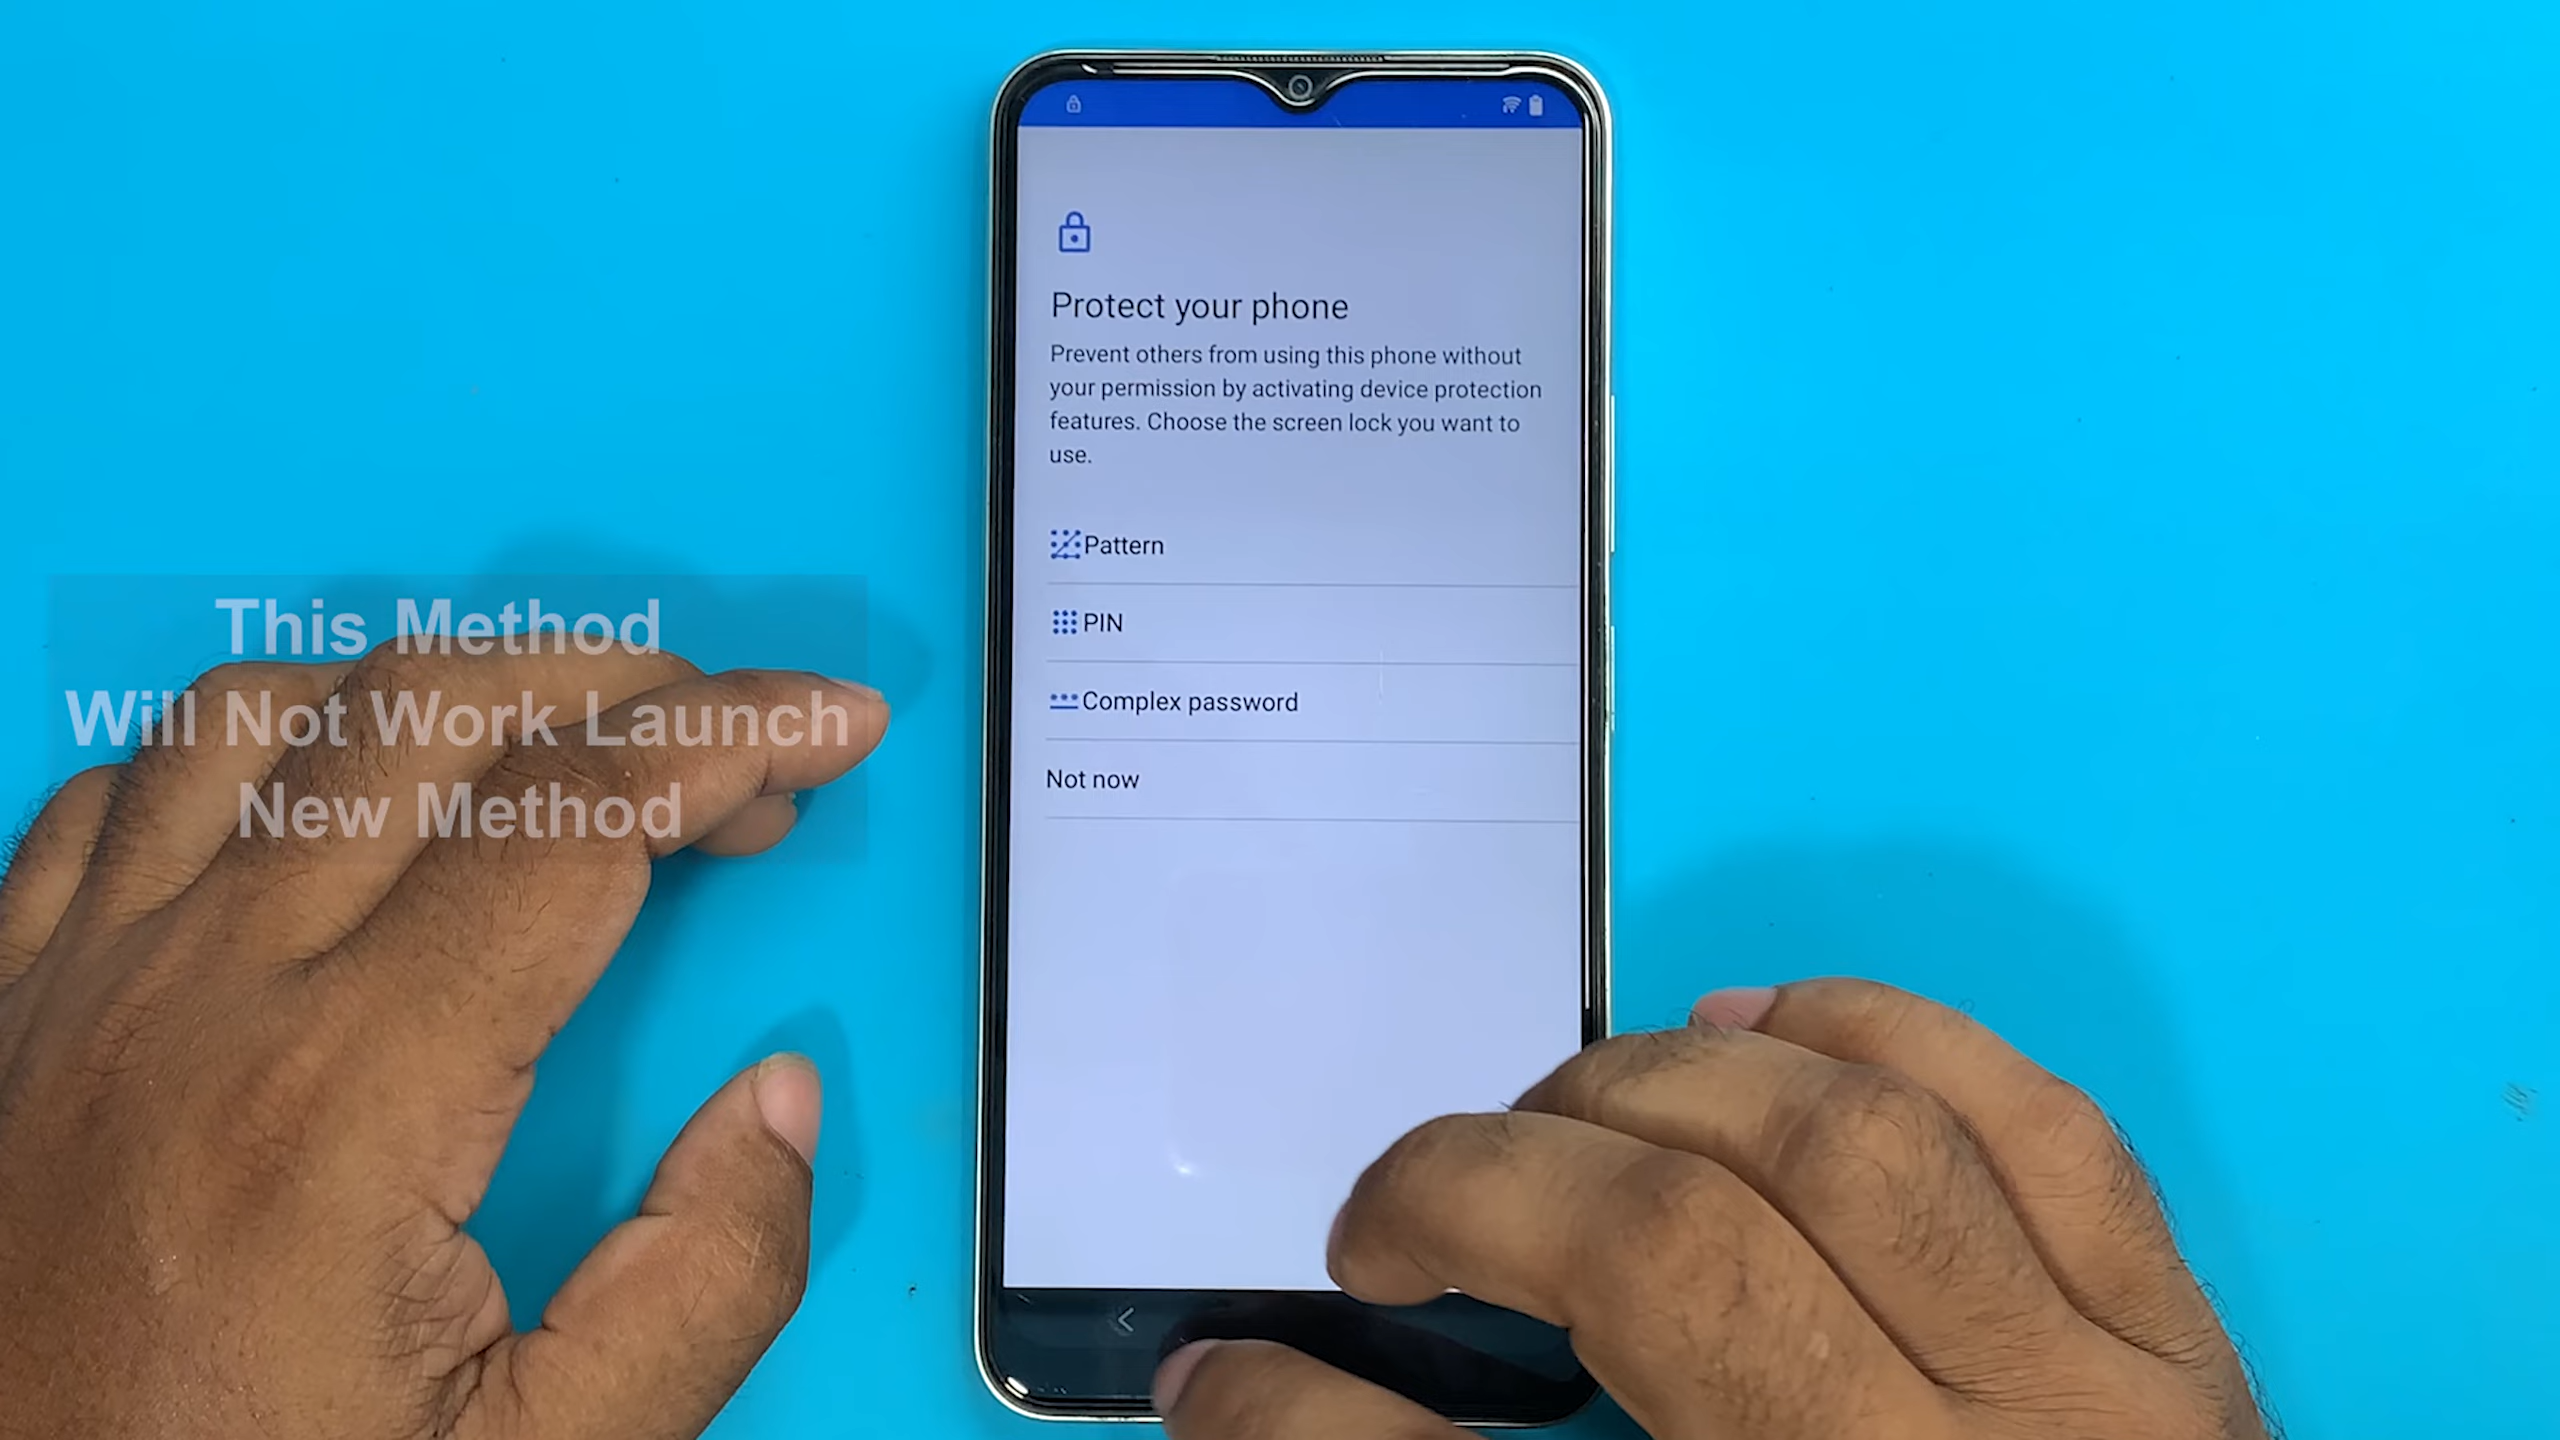 Protect your phone
Prevent others from using this phone without
your permission by activating device protection
features. Choose the screen lock you want to
use.
Pattern
PIN
Complex password
Not now
This Method
Will Not Work Launch
New Method